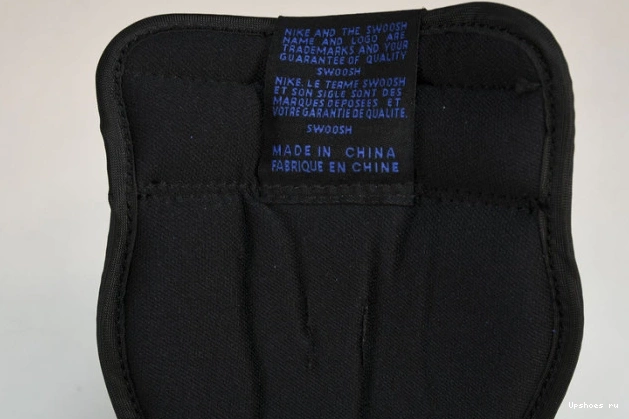 NIKE AND THE SWOOSH
NAME AND LOGO ARE
TRADEMARKS AND YOUR
GUARANTEE OF QUALITY
SWOOSH
NIKE. LE TERME SWOOSH
ET SON SIGLE SONT DES
MARQUES DEPOSEES ET
VOTRE GARANTIE DE QUALITE.
SWOOSH
MADE IN CHINA
FABRIQUE EN CHINE
Upshoes ru